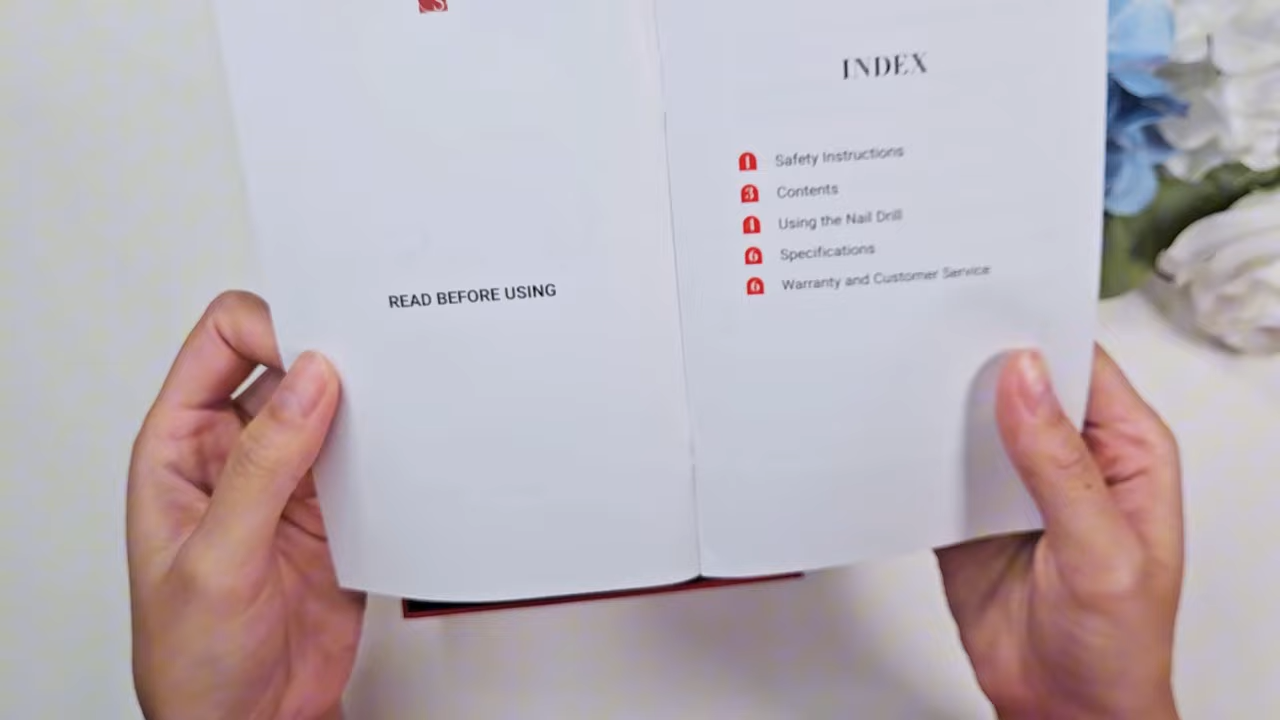 READ BEFORE USING
INDEX
1 Safety Instructions
3 Contents
Using the Nail Drill
6 Specifications
6 Warranty and Customer Service